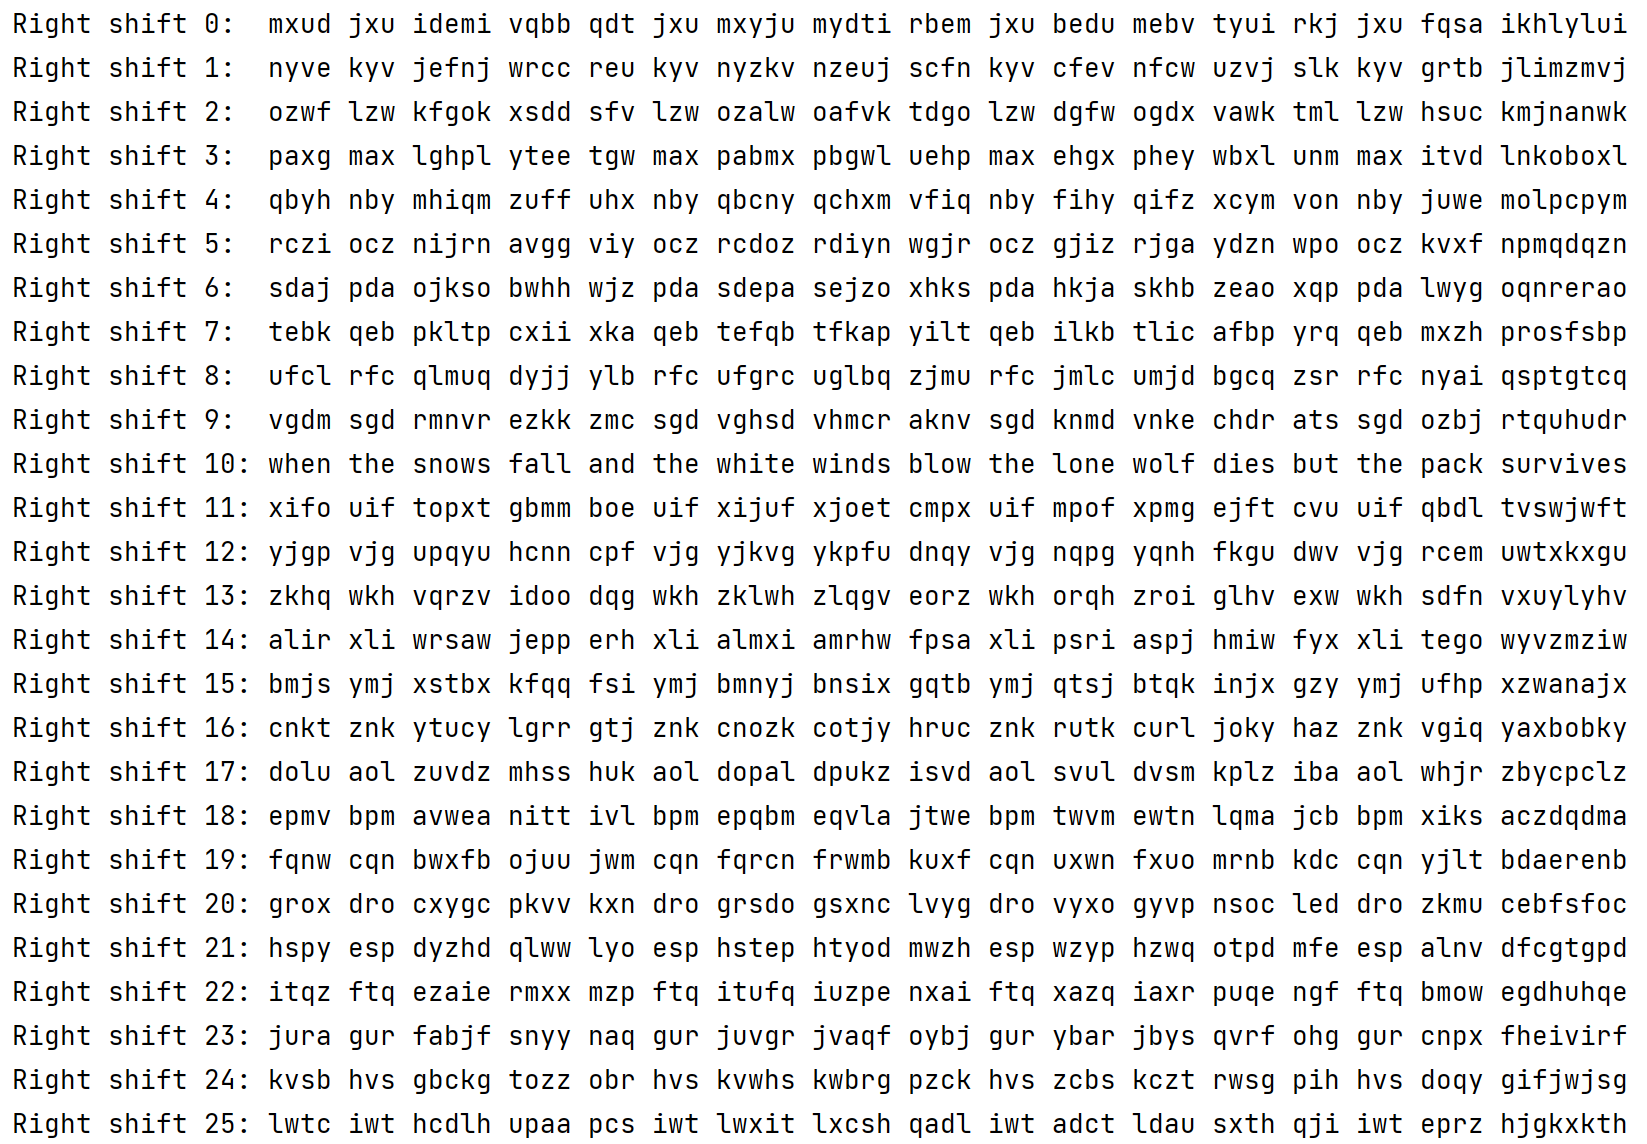 Right shift 0:  mxud jxu idemi vqbb qdt jxu mxyju mydti rbem jxu bedu mebv tyui rkj jxu fqsa ikhlylui
Right shift 1:  nyve kyv jefnj wrcc reu kyv nyzkv nzeuj scfn kyv cfev nfcw uzvj slk kyv grtb jlimzmvj
Right shift 2:  ozwf lzw kfgok xsdd sfv lzw ozalw oafvk tdgo lzw dgfw ogdx vawk tml lzw hsuc kmjnanwk
Right shift 3:  paxg max lghpl ytee tgw max pabmx pbgwl uehp max ehgx phey wbxl unm max itvd lnkoboxl
Right shift 4:  qbyh nby mhiqm zuff uhx nby qbcny qchxm vfiq nby fihy qifz xcym von nby juwe molpcpym
Right shift 5:  rczi ocz nijrn avgg viy ocz rcdoz rdiyn wgjr ocz gjiz rjga ydzn wpo ocz kvxf npmqdqzn
Right shift 6:  sdaj pda ojkso bwhh wjz pda sdepa sejzo xhks pda hkja skhb zeao xqp pda lwyg oqnrerao
Right shift 7:  tebk qeb pkltp cxii xka qeb tefqb tfkap yilt qeb ilkb tlic afbp yrq qeb mxzh prosfsbp
Right shift 8:  ufcl rfc qlmuq dyjj ylb rfc ufgrc uglbq zjmu rfc jmlc umjd bgcq zsr rfc nyai qsptgtcq
Right shift 9:  vgdm sgd rmnvr ezkk zmc sgd vghsd vhmcr aknv sgd knmd vnke chdr ats sgd ozbj rtquhudr
Right shift 10: when the snows fall and the white winds blow the lone wolf dies but the pack survives
Right shift 11: xifo uif topxt gbmm boe uif xijuf xjoet cmpx uif mpof xpmg ejft cvu uif qbdl tvswjwft
Right shift 12: yjgp vjg upqyu hcnn cpf vjg yjkvg ykpfu dnqy vjg nqpg yqnh fkgu dwv vjg rcem uwtxkxgu
Right shift 13: zkhq wkh vqrzv idoo dqg wkh zklwh zlqgv eorz wkh orqh zroi glhv exw wkh sdfn vxuylyhv
Right shift 14: alir xli wrsaw jepp erh xli almxi amrhw fpsa xli psri aspj hmiw fyx xli tego wyvzmziw
Right shift 15: bmjs ymj xstbx kfqq fsi ymj bmnyj bnsix gqtb ymj qtsj btqk injx gzy ymj ufhp xzwanajx
Right shift 16: cnkt znk ytucy lgrr gtj znk cnozk cotjy hruc znk rutk curl joky haz znk vgiq yaxbobky
Right shift 17: dolu aol zuvdz mhss huk aol dopal dpukz isvd aol svul dvsm kplz iba aol whjr zbycpclz
Right shift 18: epmv bpm avwea nitt ivl bpm epqbm eqvla jtwe bpm twvm ewtn lqma jcb bpm xiks aczdqdma
Right shift 19: fqnw cqn bwxfb ojuu jwm cqn fqrcn frwmb kuxf cqn uxwn fxuo mrnb kdc cqn yjlt bdaerenb
Right shift 20: grox dro cxygc pkvv kxn dro grsdo gsxnc lvyg dro vyxo gyvp nsoc led dro zkmu cebfsfoc
Right shift 21: hspy esp dyzhd qlww lyo esp hstep htyod mwzh esp wzyp hzwq otpd mfe esp alnv dfcgtgpd
Right shift 22: itqz ftq ezaie rmxx mzp ftq itufq iuzpe nxai ftq xazq iaxr puqe ngf ftq bmow egdhuhqe
Right shift 23: jura gur fabjf snyy naq gur juvgr jvaqf oybj gur ybar jbys qvrf ohg gur cnpx fheivirf
Right shift 24: kvsb hvs gbckg tozz obr hvs kvwhs kwbrg pzck hvs zcbs kczt rwsg pih hvs doqy gifjwjsg
Right shift 25: lwtc iwt hcdlh upaa pcs iwt lwxit lxcsh qadl iwt adct ldau sxth qji iwt eprz hjgkxkth